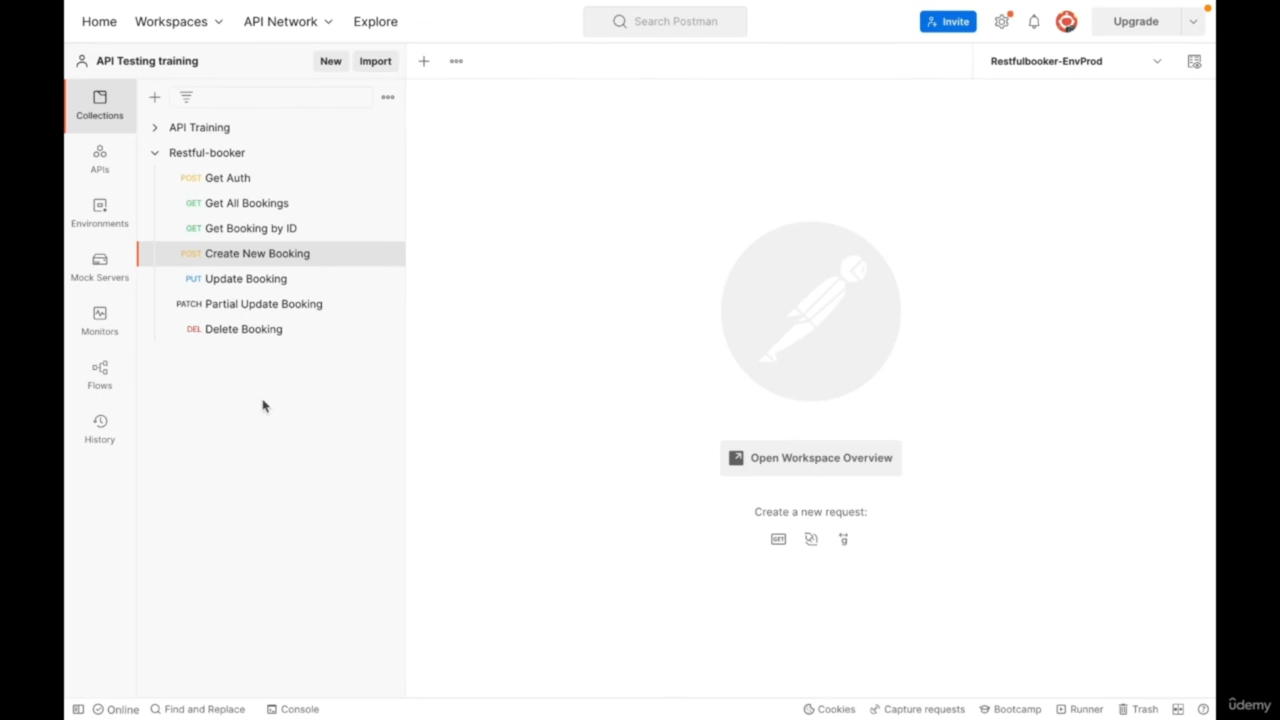 Home Workspaces API Network Explore Search Postman Invite Upgrade
API Testing training New Import Restfulbooker-EnvProd
Collections
APIs
Environments
Mock Servers
Monitors
Flows
History
API Training
Restful-booker
POST Get Auth
GET Get All Bookings
GET Get Booking by ID
POST Create New Booking
PUT Update Booking
PATCH Partial Update Booking
DEL Delete Booking
Open Workspace Overview
Create a new request:
GET
g
Online Find and Replace Console Cookies Capture requests Bootcamp Runner Trash
ûdemy